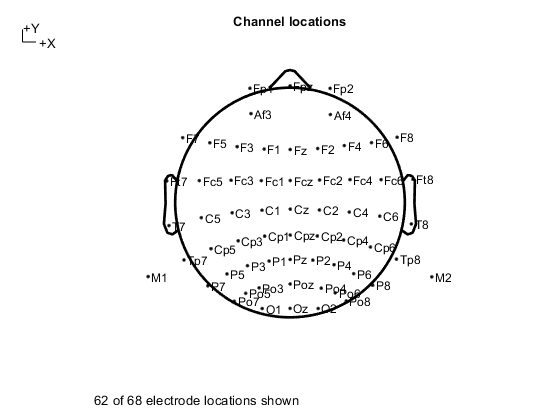 Channel locations
+Y
+X
Fp1 Fpz Fp2
Af3 Af4
F7 F5 F3 F1 Fz F2 F4 F6 F8
Ft7 Fc5 Fc3 Fc1 Fcz Fc2 Fc4 Fc6 Ft8
T7 C5 C3 C1 Cz C2 C4 C6 T8
Tp7 Cp5 Cp3 Cp1 Cpz Cp2 Cp4 Cp6 Tp8
M1 P7 P5 P3 P1 Pz P2 P4 P6 P8 M2
Po7 Po5 Po3 Poz Po4 Po6 Po8
O1 Oz O2
62 of 68 electrode locations shown